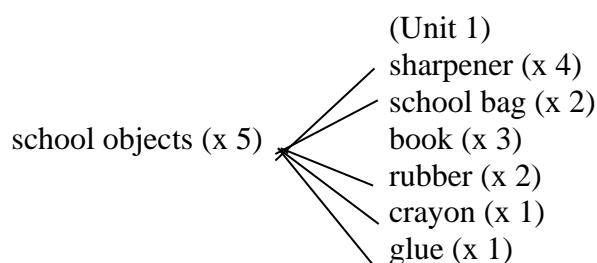 (Unit 1)
sharpener (x 4)
school bag (x 2)
school objects (x 5)
book (x 3)
rubber (x 2)
crayon (x 1)
glue (x 1)